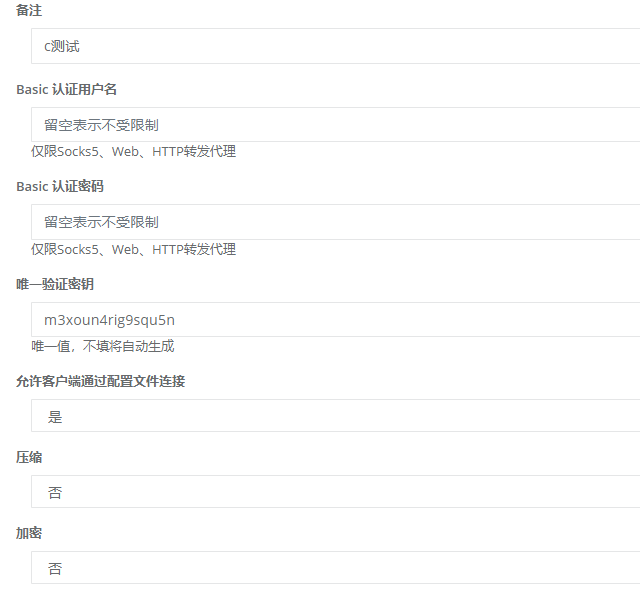 备注
c测试
Basic 认证用户名
留空表示不受限制
仅限Socks5、Web、HTTP转发代理
Basic 认证密码
留空表示不受限制
仅限Socks5、Web、HTTP转发代理
唯一验证密钥
m3xoun4rig9squ5n
唯一值，不填将自动生成
允许客户端通过配置文件连接
是
压缩
否
加密
否